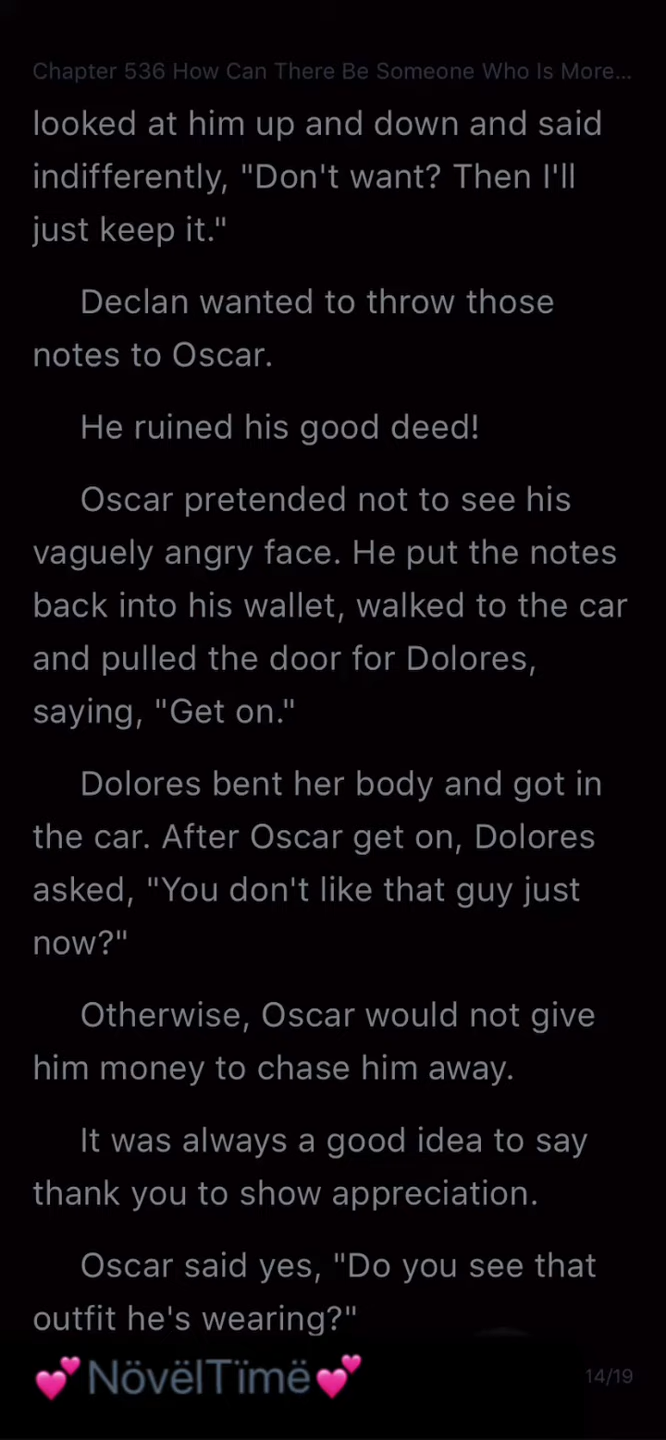 Chapter 536 How Can There Be Someone Who Is More...
looked at him up and down and said
indifferently, "Don't want? Then I'll
just keep it."
Declan wanted to throw those
notes to Oscar.
He ruined his good deed!
Oscar pretended not to see his
vaguely angry face. He put the notes
back into his wallet, walked to the car
and pulled the door for Dolores,
saying, "Get on."
Dolores bent her body and got in
the car. After Oscar get on, Dolores
asked, "You don't like that guy just
now?"
Otherwise, Oscar would not give
him money to chase him away.
It was always a good idea to say
thank you to show appreciation.
Oscar said yes, "Do you see that
outfit he's wearing?"
💕NövëlTïmë💕
14/19